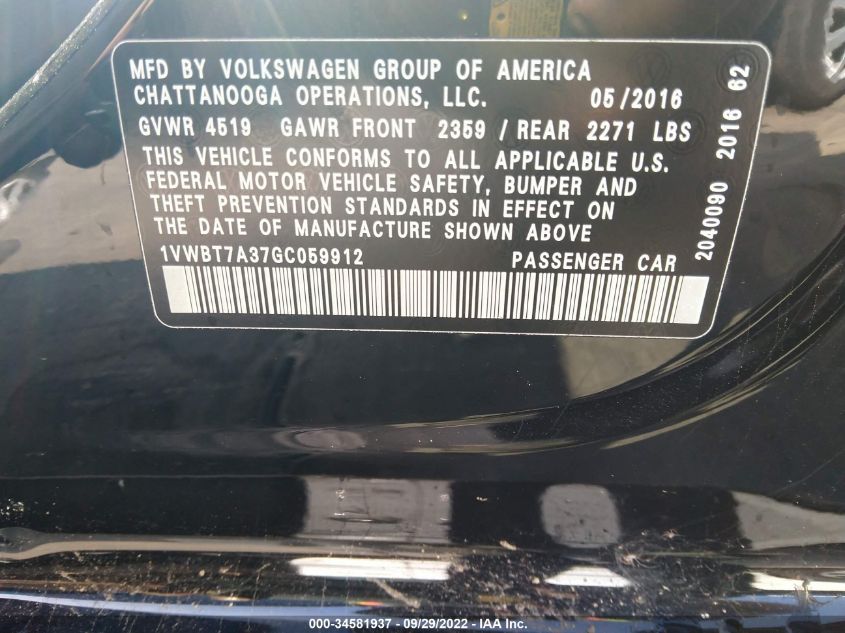 MFD BY VOLKSWAGEN GROUP OF AMERICA
CHATTANOOGA OPERATIONS, LLC. 05/2016
GVWR 4519 GAWR FRONT 2359 / REAR 2271 LBS
THIS VEHICLE CONFORMS TO ALL APPLICABLE U.S.
FEDERAL MOTOR VEHICLE SAFETY, BUMPER AND
THEFT PREVENTION STANDARDS IN EFFECT ON
THE DATE OF MANUFACTURE SHOWN ABOVE
1VWBT7A37GC059912 PASSENGER CAR
2040090 2016 62
000-34581937 - 09/29/2022 - IAA Inc.